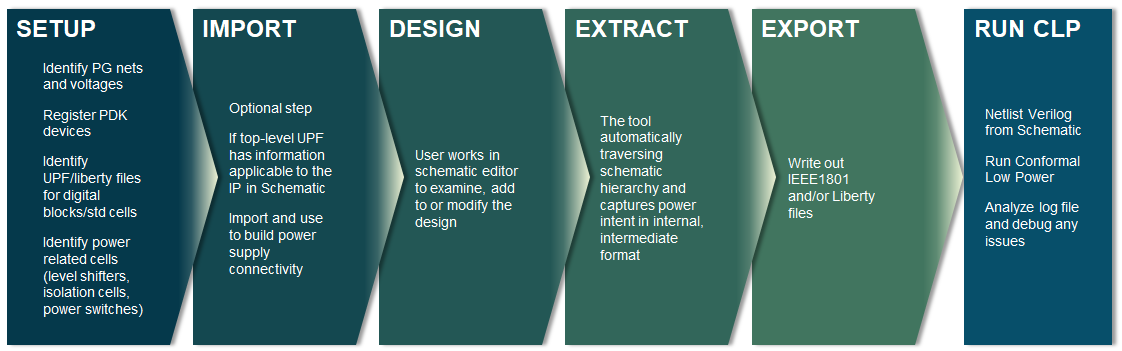 SETUP
Identify PG nets
and voltages
Register PDK
devices
Identify
UPF/liberty files
for digital
blocks/std cells
Identify power
related cells
(level shifters,
isolation cells,
power switches)
IMPORT
Optional step
If top-level UPF
has information
applicable to the
IP in Schematic
Import and use
to build power
supply
connectivity
DESIGN
User works in
schematic editor
to examine, add
to or modify the
design
EXTRACT
The tool
automatically
traversing
schematic
hierarchy and
captures power
intent in internal,
intermediate
format
EXPORT
Write out
IEEE1801
and/or Liberty
files
RUN CLP
Netlist Verilog
from Schematic
Run Conformal
Low Power
Analyze log file
and debug any
issues